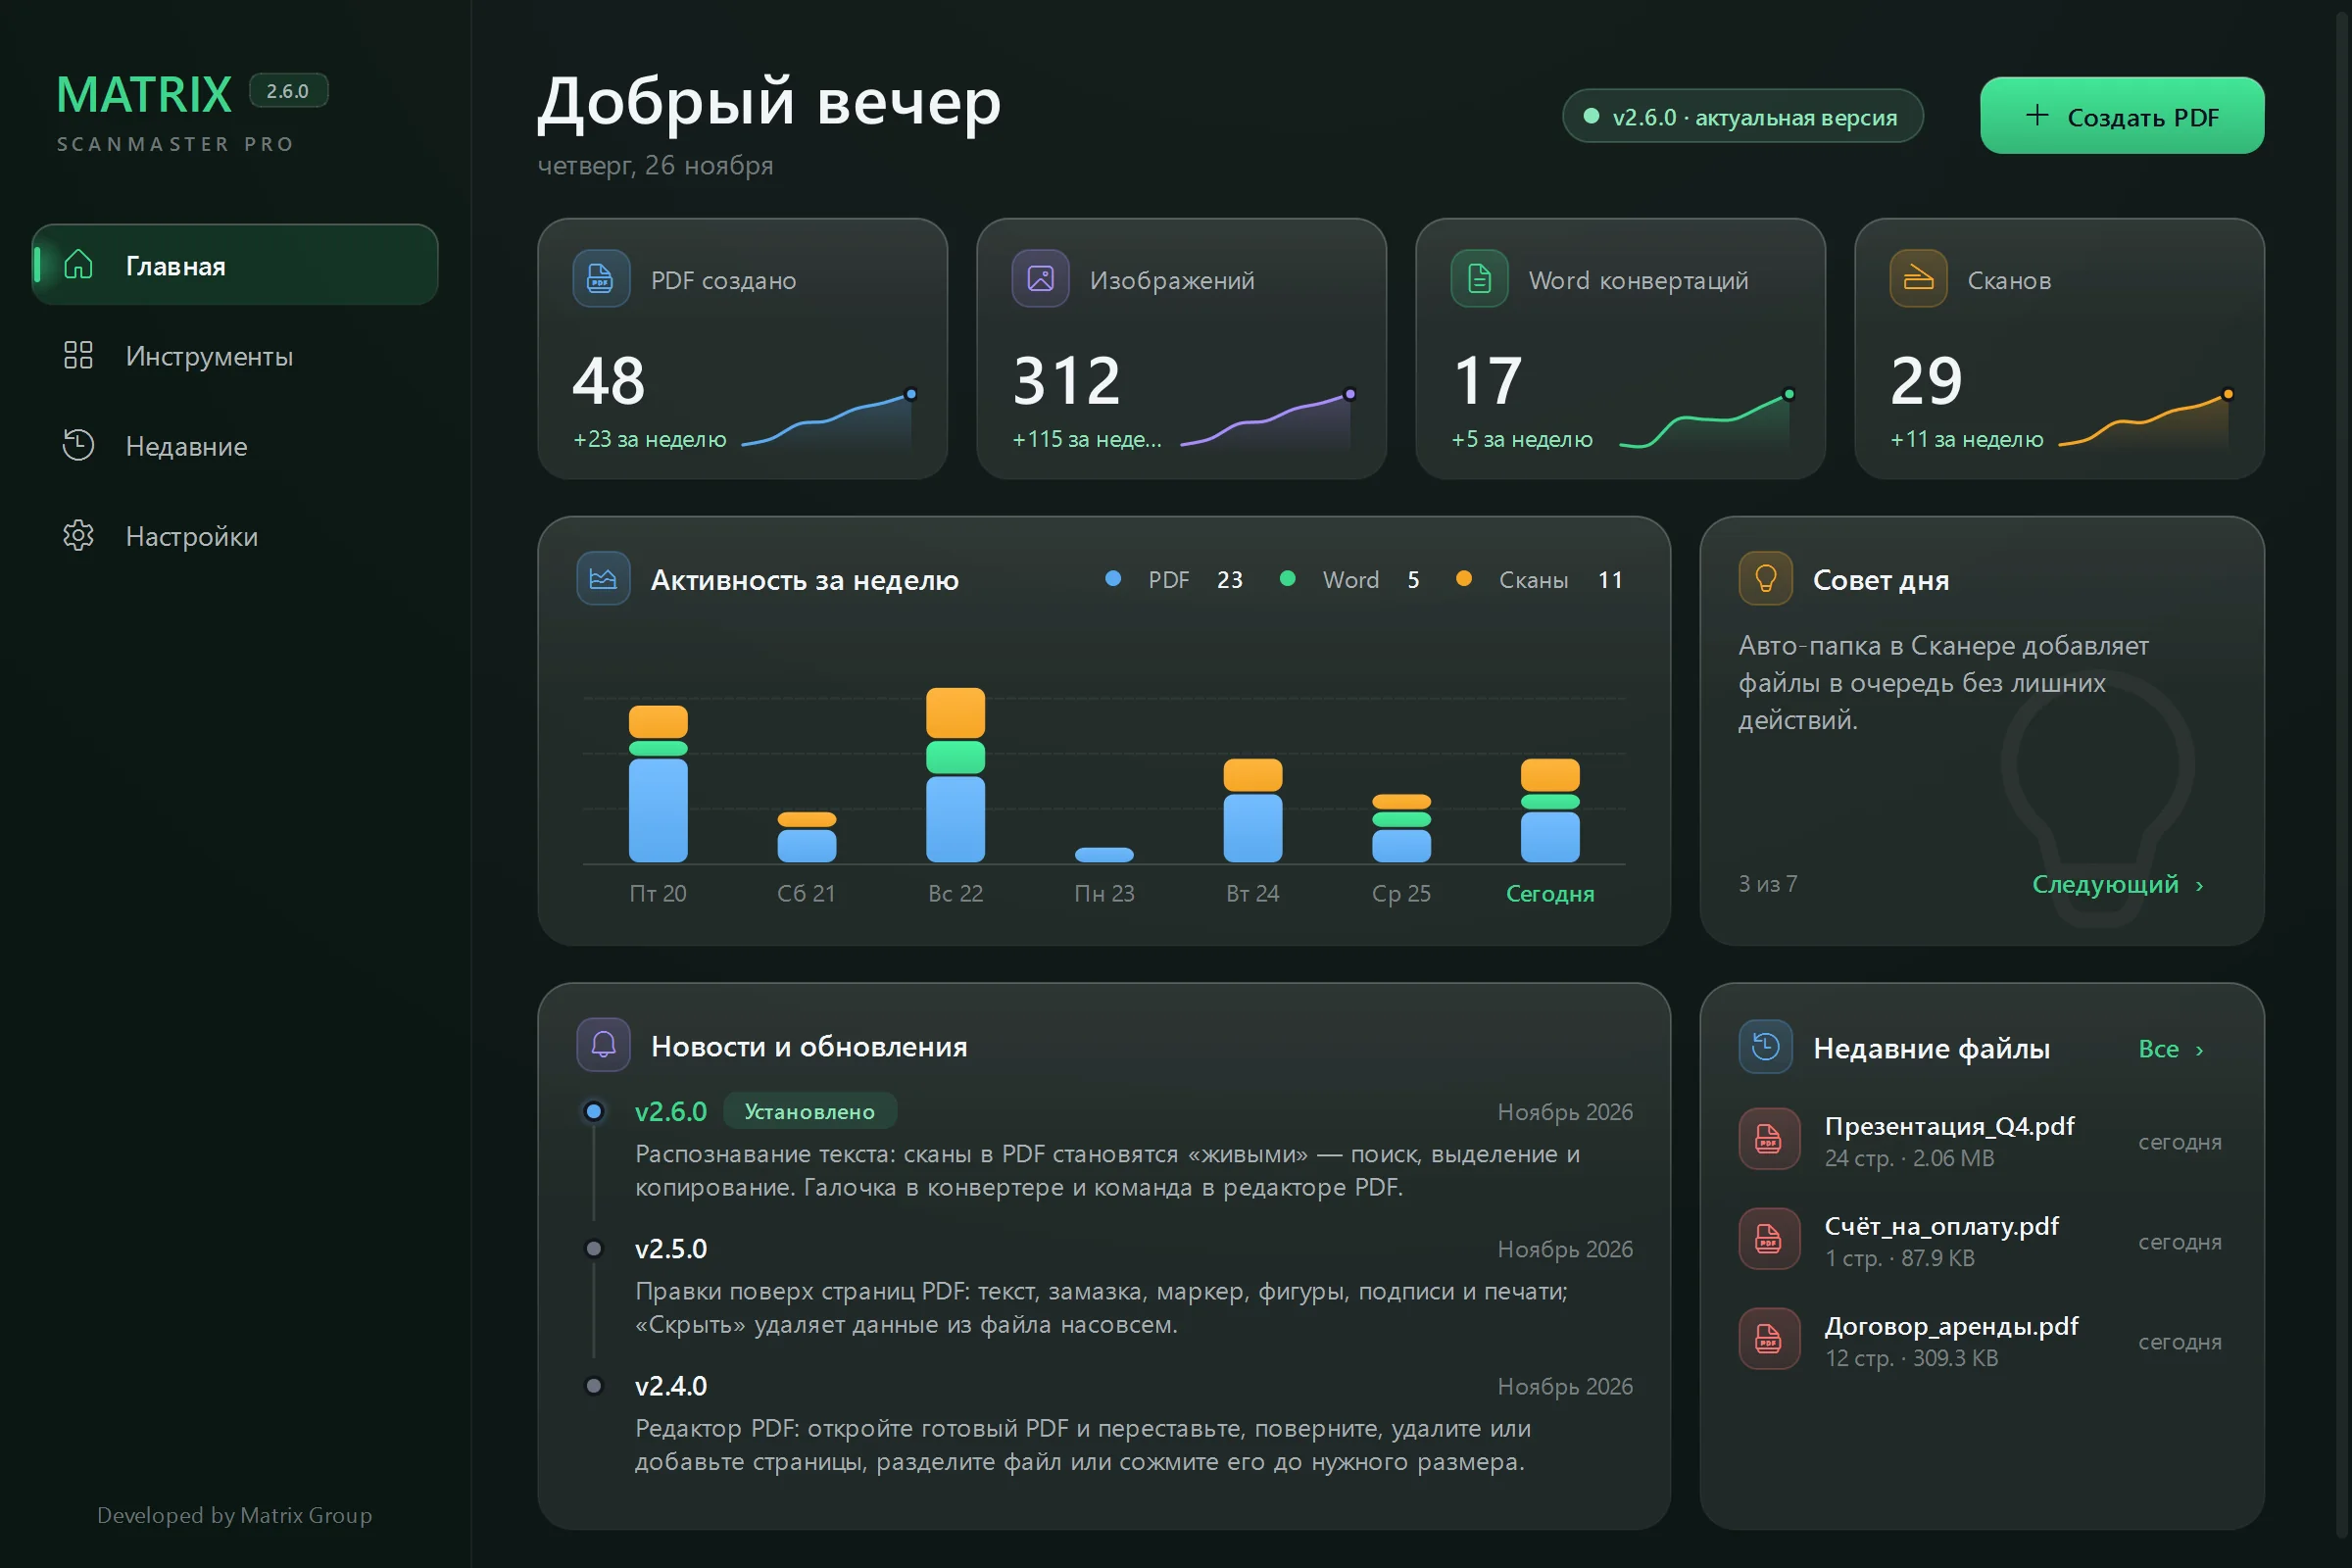 MATRIX 2.6.0
SCANMASTER PRO
Главная
Инструменты
Недавние
Настройки
Developed by Matrix Group
Добрый вечер
четверг, 26 ноября
v2.6.0 · актуальная версия
+ Создать PDF
PDF создано
48
+23 за неделю
Изображений
312
+115 за неде...
Word конвертаций
17
+5 за неделю
Сканов
29
+11 за неделю
Активность за неделю
PDF 23 Word 5 Сканы 11
Пт 20 Сб 21 Вс 22 Пн 23 Вт 24 Ср 25 Сегодня
Совет дня
Авто-папка в Сканере добавляет
файлы в очередь без лишних
действий.
3 из 7 Следующий ›
Новости и обновления
v2.6.0 Установлено Ноябрь 2026
Распознавание текста: сканы в PDF становятся «живыми» — поиск, выделение и
копирование. Галочка в конвертере и команда в редакторе PDF.
v2.5.0 Ноябрь 2026
Правки поверх страниц PDF: текст, замазка, маркер, фигуры, подписи и печати;
«Скрыть» удаляет данные из файла насовсем.
v2.4.0 Ноябрь 2026
Редактор PDF: откройте готовый PDF и переставьте, поверните, удалите или
добавьте страницы, разделите файл или сожмите его до нужного размера.
Недавние файлы Все ›
Презентация_Q4.pdf
24 стр. · 2.06 MB
сегодня
Счёт_на_оплату.pdf
1 стр. · 87.9 KB
сегодня
Договор_аренды.pdf
12 стр. · 309.3 KB
сегодня